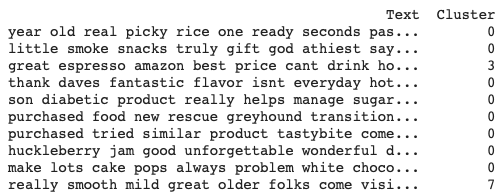 Text Cluster
year old real picky rice one ready seconds pas... 0
little smoke snacks truly gift god athiest say... 0
great espresso amazon best price cant drink ho... 3
thank daves fantastic flavor isnt everyday hot... 0
son diabetic product really helps manage sugar... 0
purchased food new rescue greyhound transition... 0
purchased tried similar product tastybite come... 0
huckleberry jam good unforgettable wonderful d... 0
make lots cake pops always problem white choco... 0
really smooth mild great older folks come visi... 7